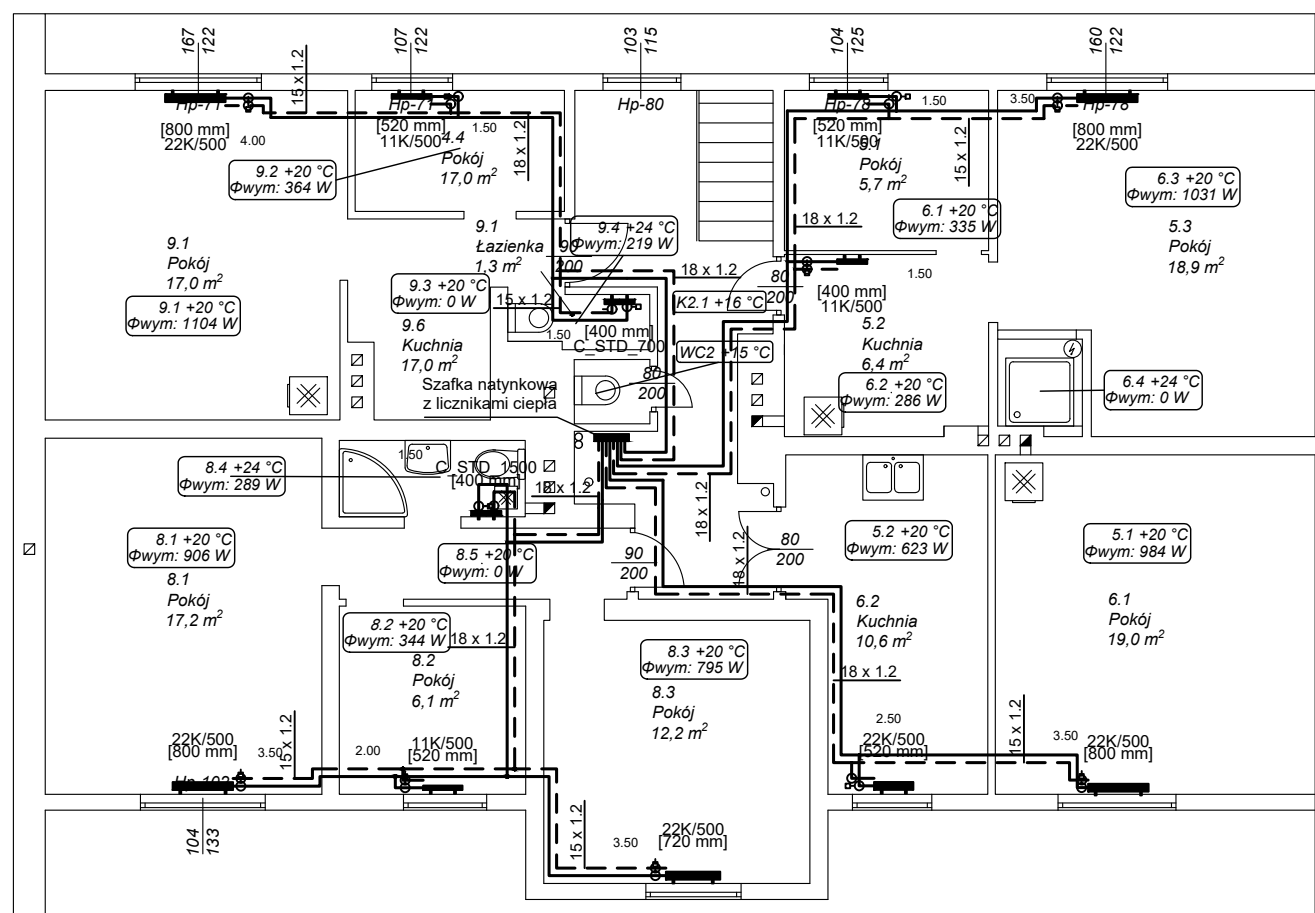 167
122
107
122
103
115
104
125
160
122
15 x 1.2
Hp-71
Hp-71
Hp-80
Hp-78
Hp-78
[800 mm]
22K/500
4.00
[520 mm]
11K/500
1.50
18 x 1.2
4.4
Pokój
17,0 m²
9.2 +20 °C
Φwym: 364 W
[520 mm]
11K/500
1.50
5.1
Pokój
5,7 m²
15 x 1.2
3.50
[800 mm]
22K/500
6.3 +20 °C
Φwym: 1031 W
5.3
Pokój
18,9 m²
6.1 +20 °C
Φwym: 335 W
18 x 1.2
9.1
Pokój
17,0 m²
9.1 +20 °C
Φwym: 1104 W
9.1
Łazienka
1,3 m²
9.4 +24 °C
Φwym: 219 W
90
200
9.3 +20 °C
Φwym: 0 W
15 x 1.2
9.6
Kuchnia
17,0 m²
1.50
[400 mm]
C_STD_700
18 x 1.2
80
200
K2.1 +16 °C
WC2 +15 °C
80
200
1.50
[400 mm]
11K/500
5.2
Kuchnia
6,4 m²
6.2 +20 °C
Φwym: 286 W
6.4 +24 °C
Φwym: 0 W
Szafka natynkowa
z licznikami ciepła
8.4 +24 °C
Φwym: 289 W
1.50
C_STD_1500
[400 mm]
18 x 1.2
18 x 1.2
18 x 1.2
8.1 +20 °C
Φwym: 906 W
8.1
Pokój
17,2 m²
8.5 +20 °C
Φwym: 0 W
90
200
80
200
5.2 +20 °C
Φwym: 623 W
5.1 +20 °C
Φwym: 984 W
6.2
Kuchnia
10,6 m²
6.1
Pokój
19,0 m²
8.2 +20 °C
Φwym: 344 W
18 x 1.2
8.2
Pokój
6,1 m²
8.3 +20 °C
Φwym: 795 W
8.3
Pokój
12,2 m²
18 x 1.2
22K/500
[800 mm]
3.50
15 x 1.2
2.00
11K/500
[520 mm]
2.50
22K/500
[520 mm]
15 x 1.2
3.50
22K/500
[800 mm]
Hp-102
104
133
15 x 1.2
3.50
22K/500
[720 mm]